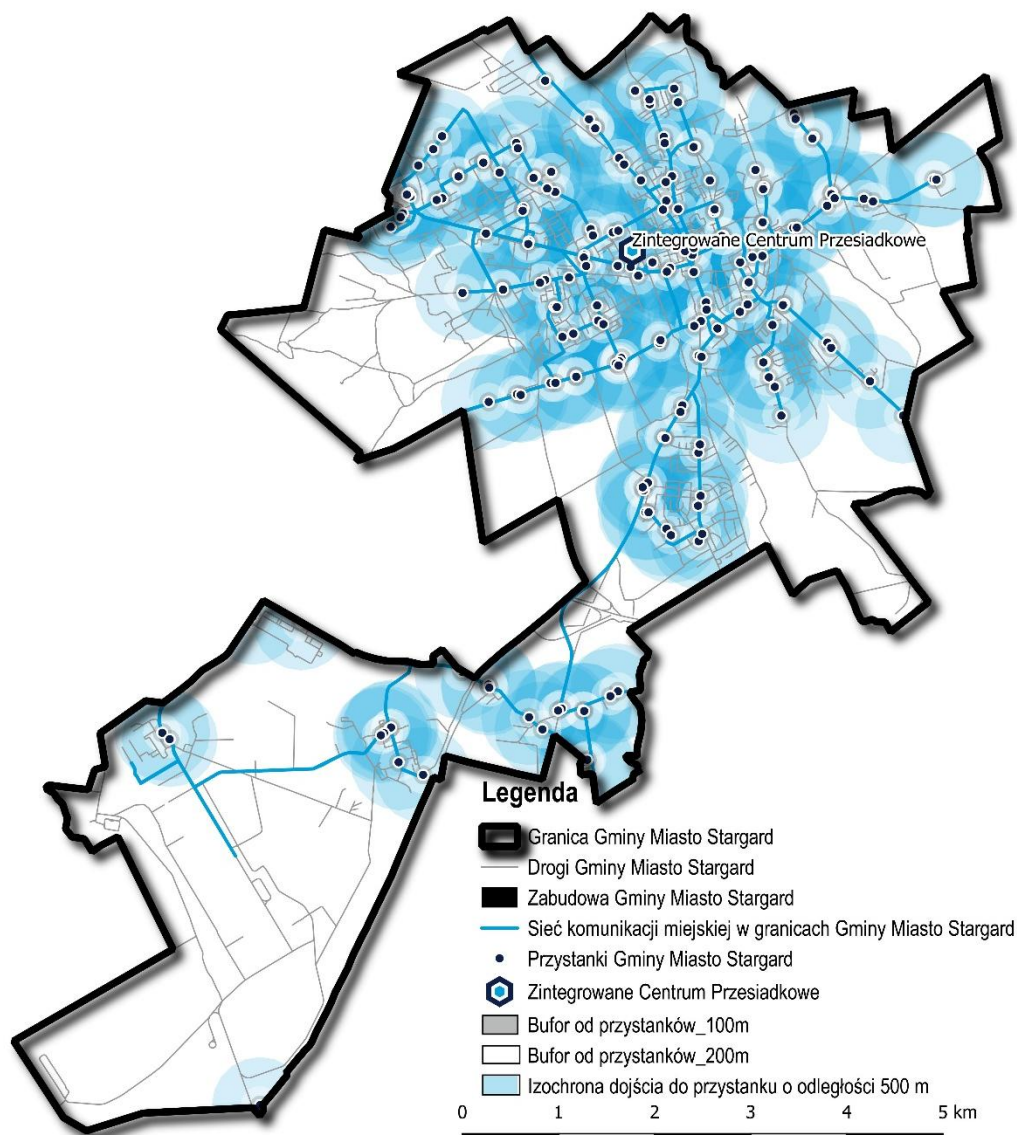 Zintegrowane Centrum Przesiadkowe
Legenda
Granica Gminy Miasto Stargard
Drogi Gminy Miasto Stargard
Zabudowa Gminy Miasto Stargard
Sieć komunikacji miejskiej w granicach Gminy Miasto Stargard
Przystanki Gminy Miasto Stargard
Zintegrowane Centrum Przesiadkowe
Bufor od przystanków_100m
Bufor od przystanków_200m
Izochrona dojścia do przystanku o odległości 500 m
0 1 2 3 4 5 km